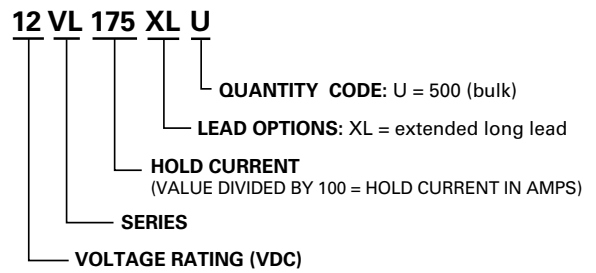 12 VL 175 XL U
QUANTITY CODE: U = 500 (bulk)
LEAD OPTIONS: XL = extended long lead
HOLD CURRENT
(VALUE DIVIDED BY 100 = HOLD CURRENT IN AMPS)
SERIES
VOLTAGE RATING (VDC)